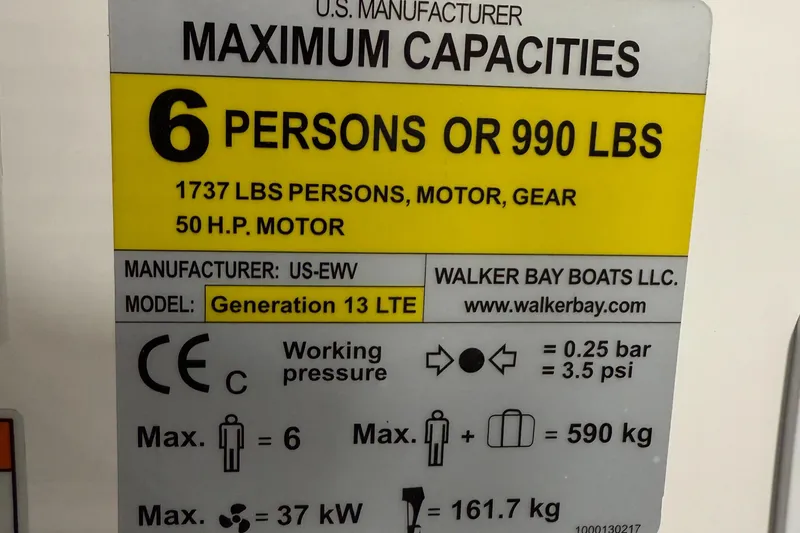 U.S. MANUFACTURER
MAXIMUM CAPACITIES
6 PERSONS OR 990 LBS
1737 LBS PERSONS, MOTOR, GEAR
50 H.P. MOTOR
MANUFACTURER: US-EWV
MODEL: Generation 13 LTE
WALKER BAY BOATS LLC.
www.walkerbay.com
CE C
Working
pressure
= 0.25 bar
= 3.5 psi
Max. = 6
Max. + = 590 kg
Max. = 37 kW
= 161.7 kg
1000130217